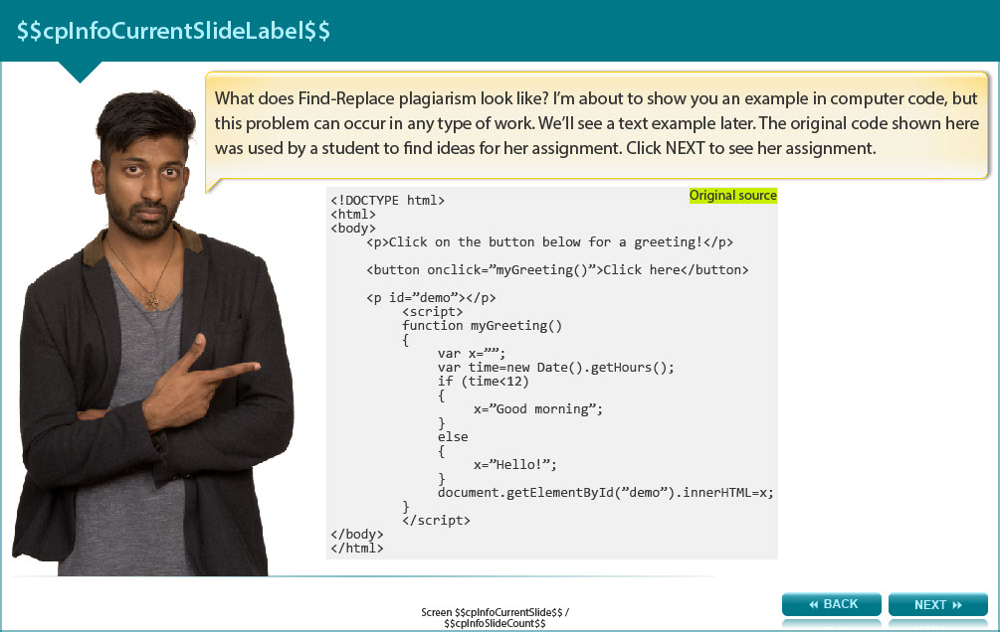 $$cpInfoCurrentSlideLabel$$
What does Find-Replace plagiarism look like? I’m about to show you an example in computer code, but
this problem can occur in any type of work. We’ll see a text example later. The original code shown here
was used by a student to find ideas for her assignment. Click NEXT to see her assignment.
Original source
<!DOCTYPE html>
<html>
<body>
<p>Click on the button below for a greeting!</p>
<button onclick=”myGreeting()”>Click here</button>
<p id=”demo”></p>
<script>
function myGreeting()
{
var x=””;
var time=new Date().getHours();
if (time<12)
{
x=”Good morning”;
}
else
{
x=”Hello!”;
}
document.getElementById(”demo”).innerHTML=x;
}
</script>
</body>
</html>
Screen $$cpInfoCurrentSlide$$ /
$$cpInfoSlideCount$$
BACK
NEXT